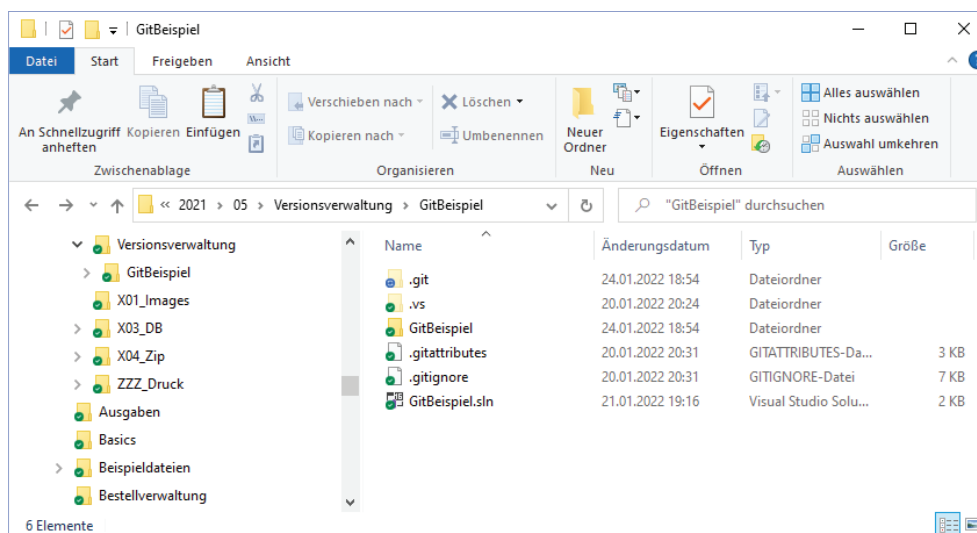 GitBeispiel
Datei Start Freigeben Ansicht
An Schnellzugriff anheften Kopieren Einfügen
Verschieben nach Löschen
Kopieren nach Umbenennen
Neuer Ordner
Eigenschaften
Alles auswählen
Nichts auswählen
Auswahl umkehren
Zwischenablage Organisieren Neu Öffnen Auswählen
« 2021 > 05 > Versionsverwaltung > GitBeispiel "GitBeispiel" durchsuchen
Versionsverwaltung
GitBeispiel
X01_Images
X03_DB
X04_Zip
ZZZ_Druck
Ausgaben
Basics
Beispieldateien
Bestellverwaltung
Name Änderungsdatum Typ Größe
.git 24.01.2022 18:54 Dateiordner
.vs 20.01.2022 20:24 Dateiordner
GitBeispiel 24.01.2022 18:54 Dateiordner
.gitattributes 20.01.2022 20:31 GITATTRIBUTES-Da... 3 KB
.gitignore 20.01.2022 20:31 GITIGNORE-Datei 7 KB
GitBeispiel.sln 21.01.2022 19:16 Visual Studio Solu... 2 KB
6 Elemente